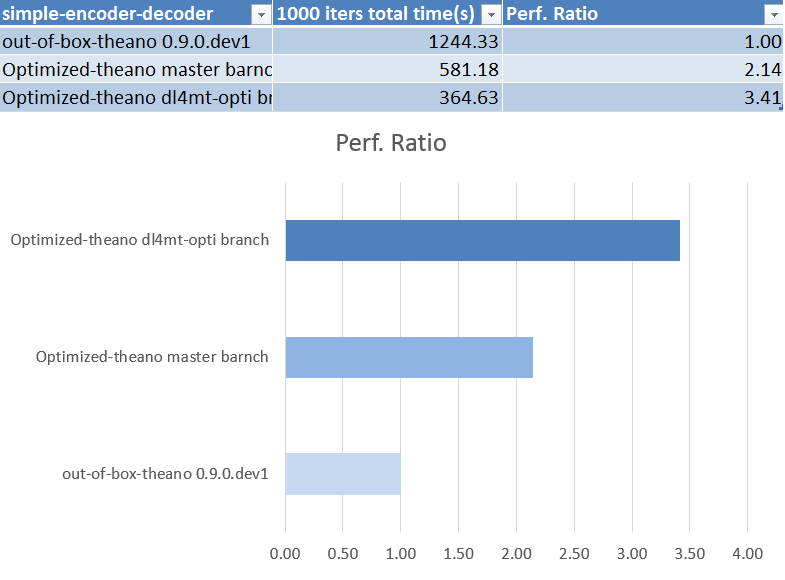 simple-encoder-decoder 1000 iters total time(s) Perf. Ratio
out-of-box-theano 0.9.0.dev1 1244.33 1.00
Optimized-theano master barnc 581.18 2.14
Optimized-theano dl4mt-opti br 364.63 3.41
Perf. Ratio
Optimized-theano dl4mt-opti branch
Optimized-theano master barnch
out-of-box-theano 0.9.0.dev1
0.00 0.50 1.00 1.50 2.00 2.50 3.00 3.50 4.00